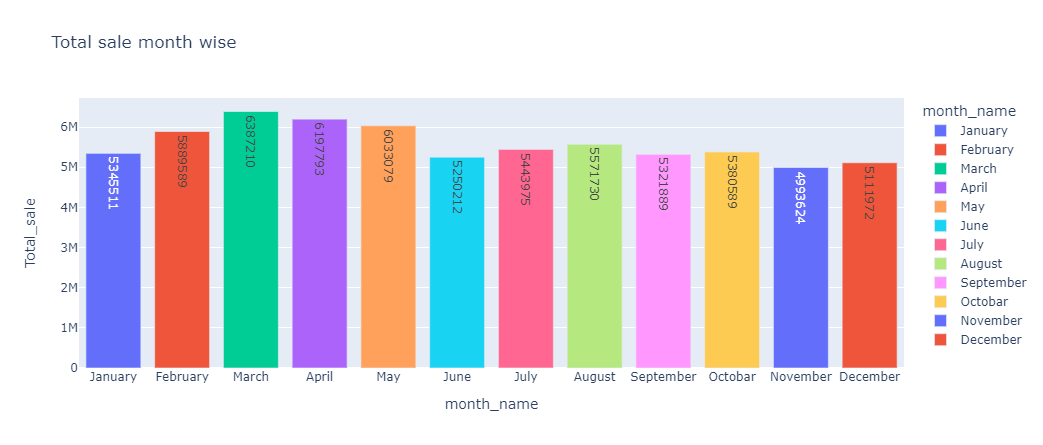 Total sale month wise
month_name
January
February
March
April
May
June
July
August
September
Octobar
November
December
Total_sale
6M
5M
4M
3M
2M
1M
0
5345511
5889589
6387210
6197793
6033079
5250212
5443975
5571730
5321889
5380589
4993624
5111972
January February March April May June July August September Octobar November December
month_name